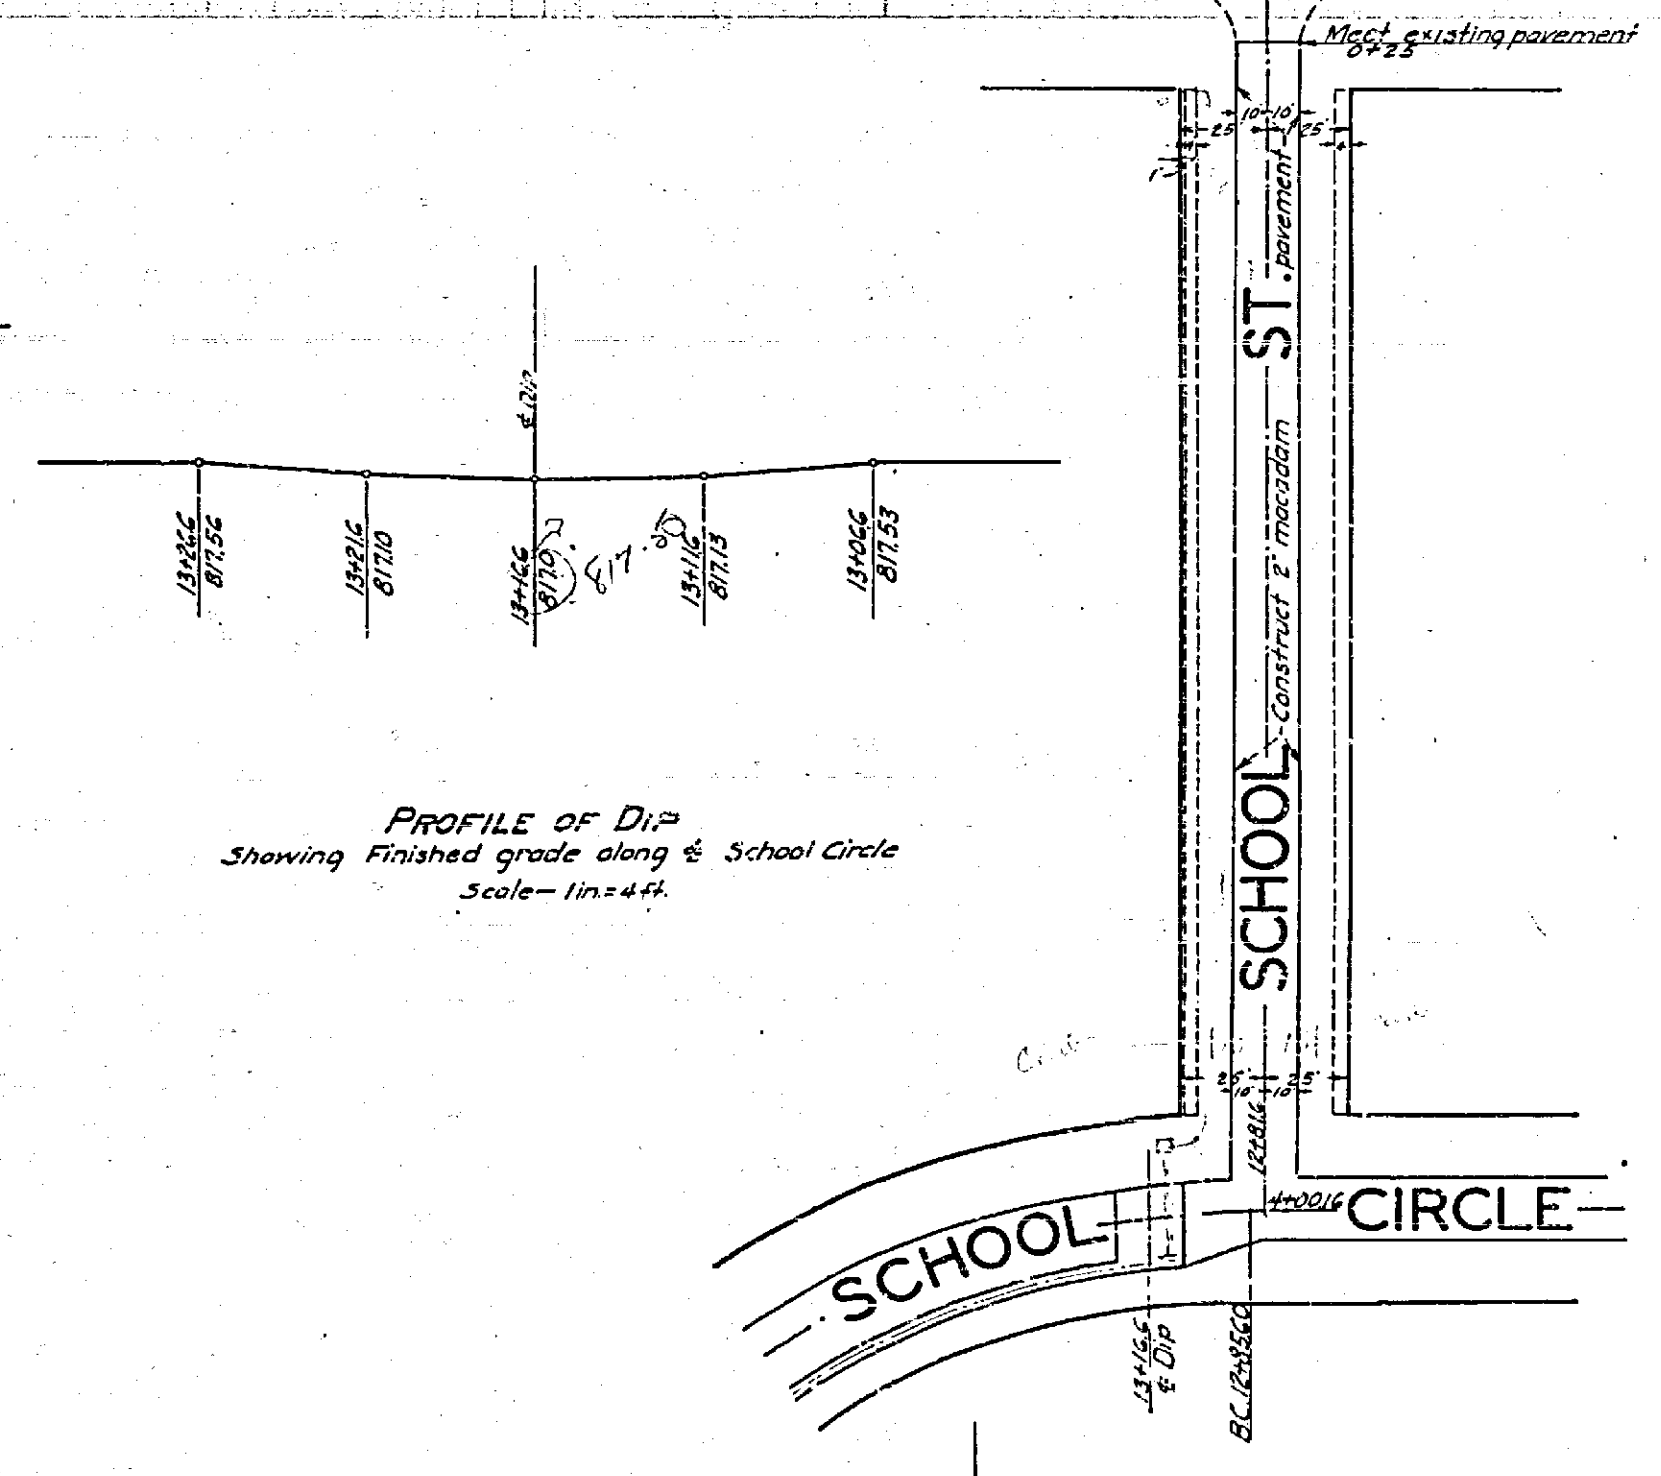 Meet existing pavement
0+25
10' 10'
25' 25'
ST.
Construct 2" macadam pavement
SCHOOL
℄ Dip
13+26.6
817.56
13+21.6
817.10
13+16.6
817.0
817.50
13+11.6
817.13
13+06.6
817.53
PROFILE OF DIP
Showing Finished grade along ℄ School Circle
Scale—1in.=4ft.
25' 25'
10' 10'
12+81.6
4+00.16
SCHOOL CIRCLE
13+16.6
℄ Dip
B.C. 12+85.60